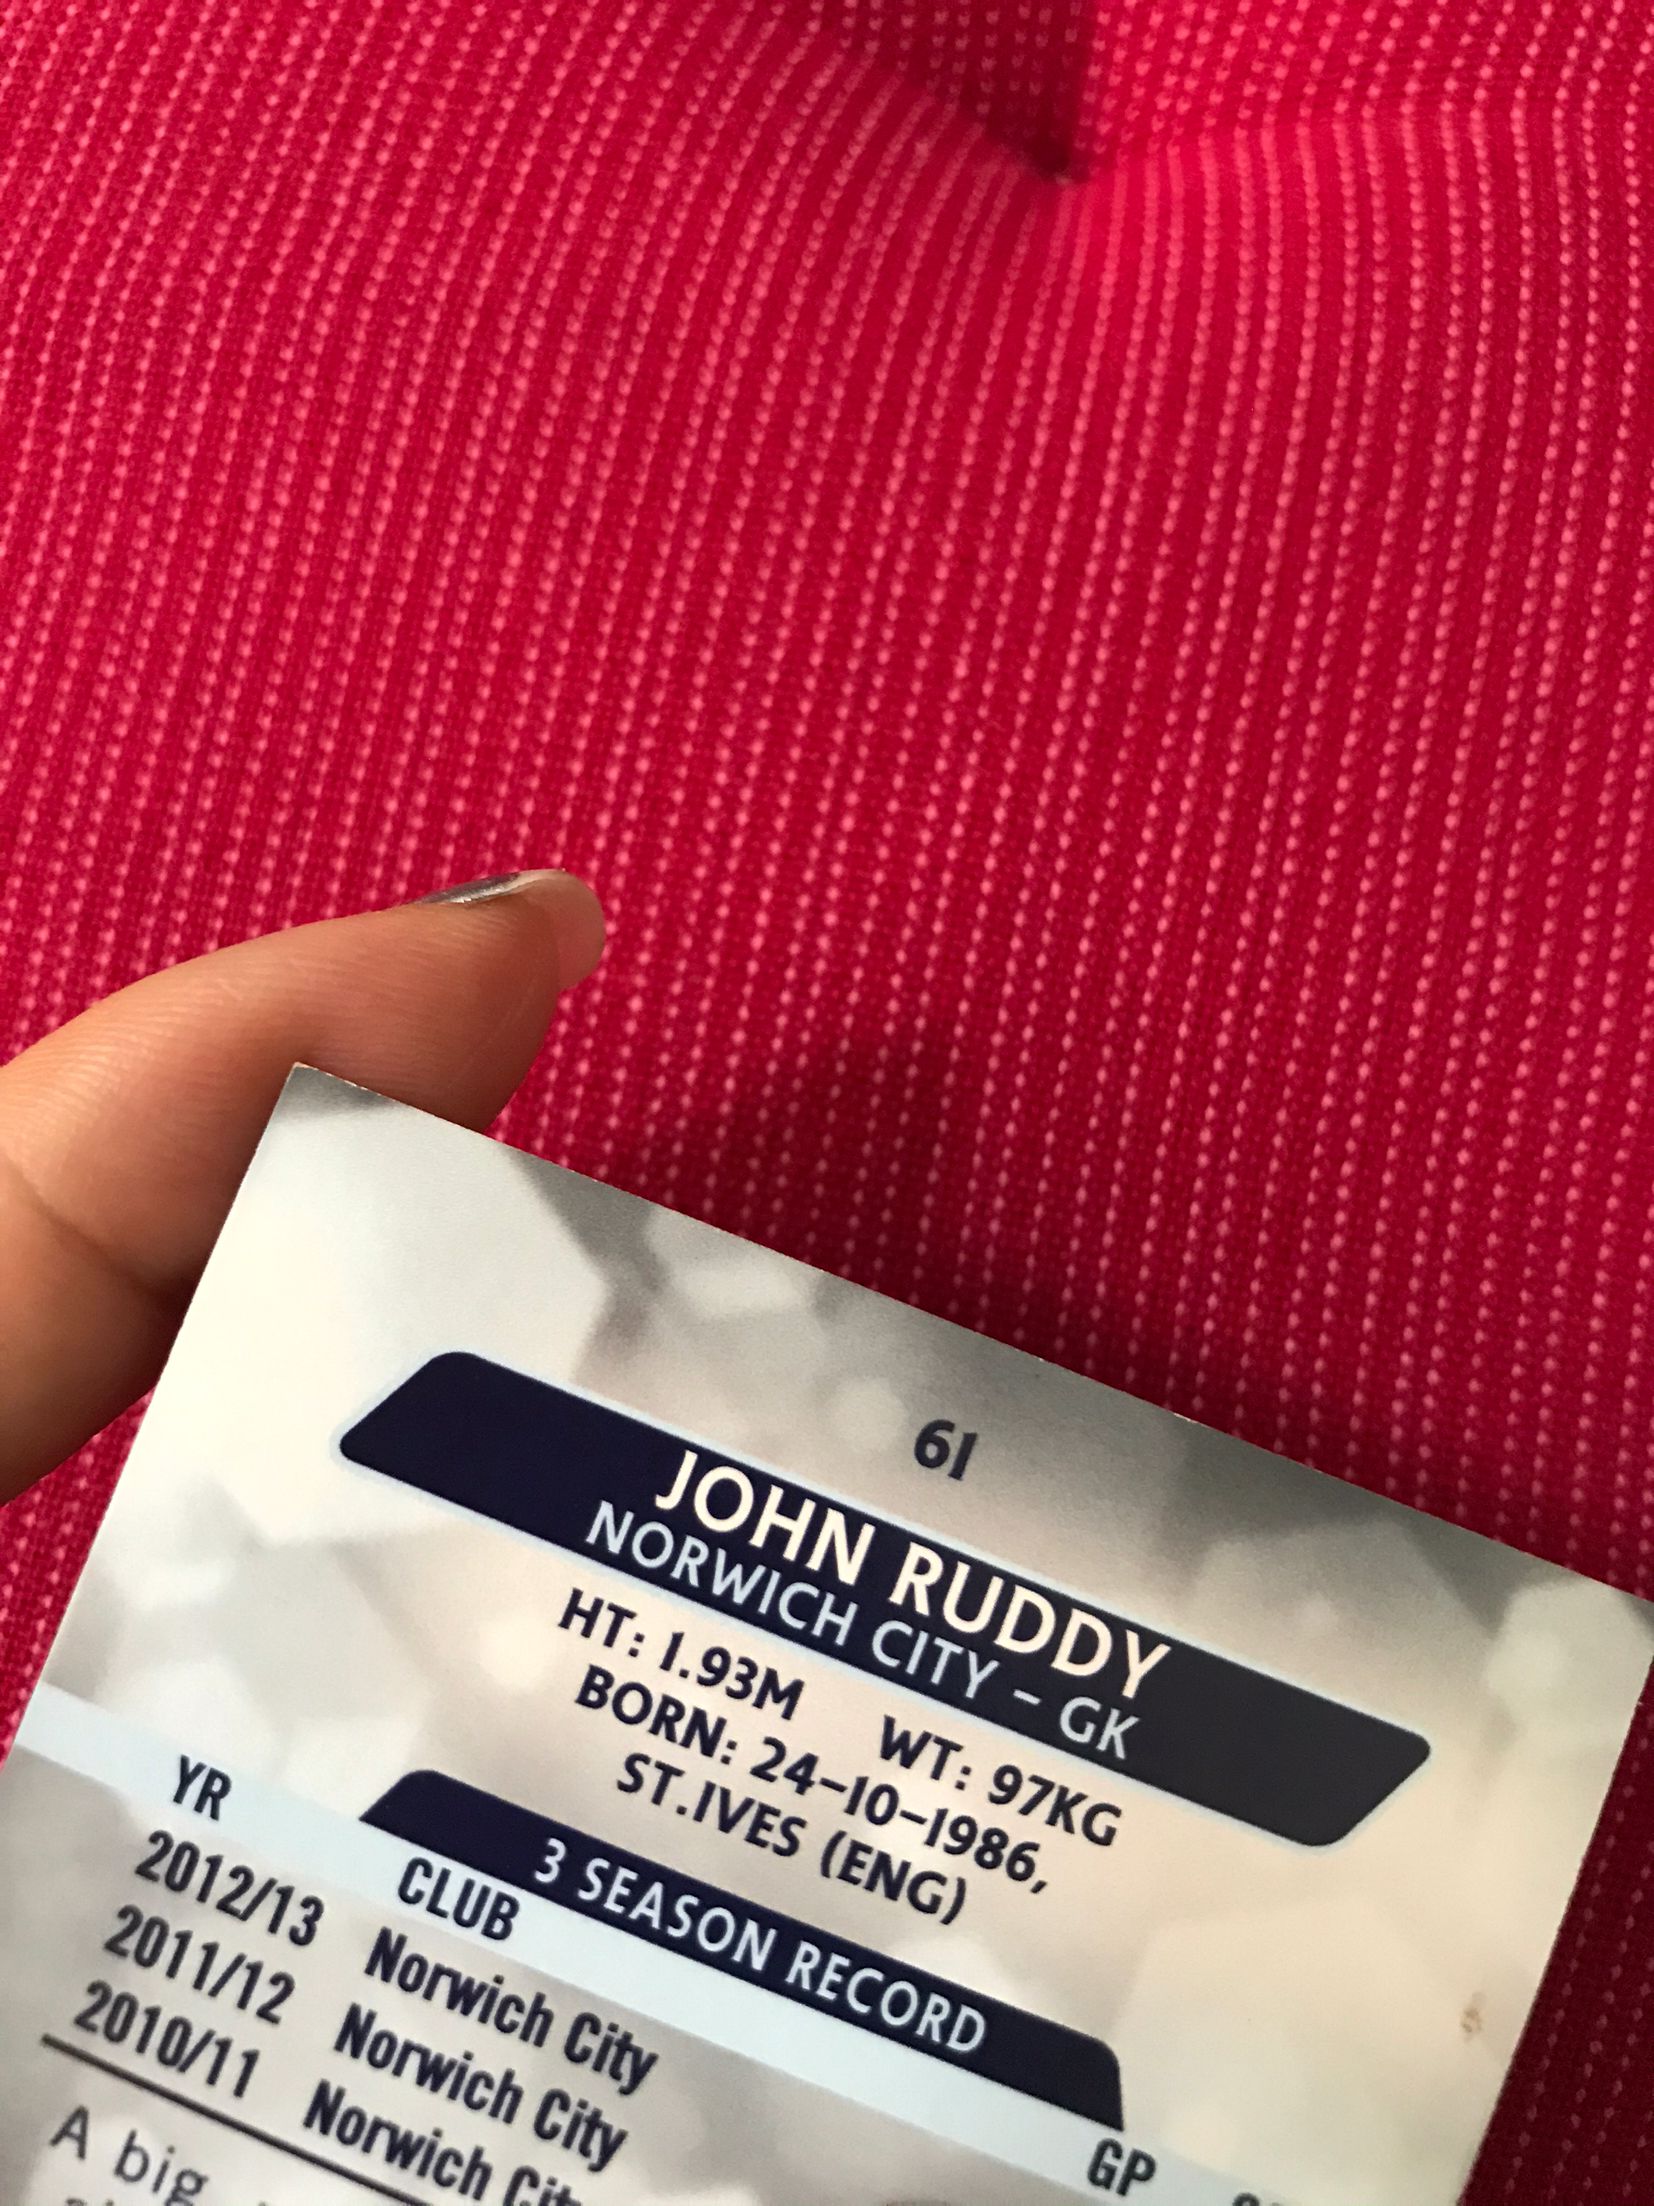 61
JOHN RUDDY
NORWICH CITY - GK
HT: 1.93M WT: 97KG
BORN: 24-10-1986,
ST.IVES (ENG)
3 SEASON RECORD
YR CLUB GP
2012/13 Norwich City
2011/12 Norwich City
2010/11 Norwich City
A big